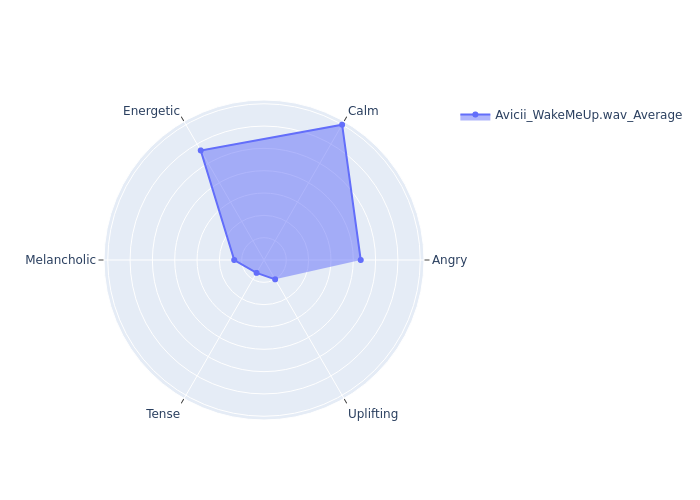 Energetic
Calm
Avicii_WakeMeUp.wav_Average
Melancholic
Angry
Tense
Uplifting